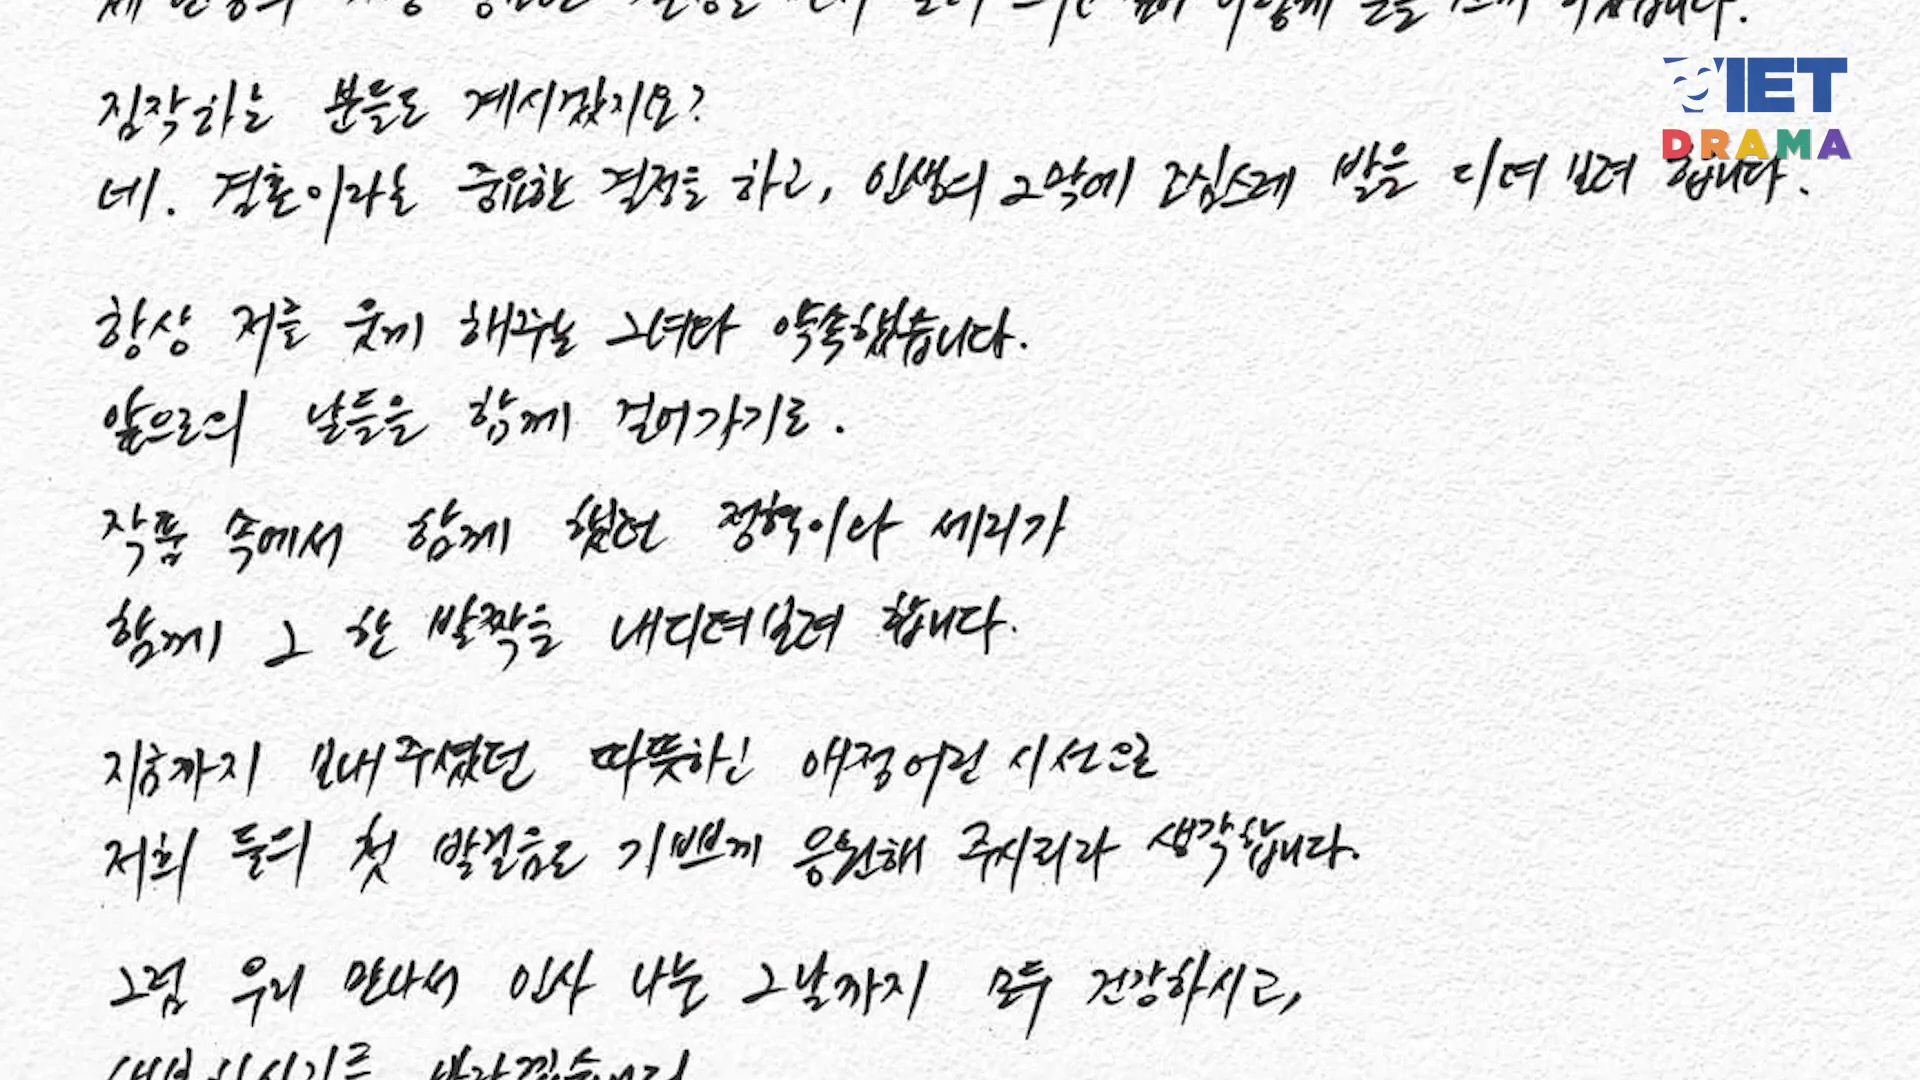 이렇게 글을
짐작하는 분들도 계시겠지요?
네. 결혼이라는 중요한 결정을 하고, 인생의 2막에 조심스레 발을 디뎌 보려 합니다.
VIET
DRAMA
항상 저를 웃게 해주는 그녀와 약속했습니다.
앞으로의 날들을 함께 걸어가기로.
작품 속에서 함께 했던 정혁이와 세리가
함께 그 한 발짝을 내디뎌보려 합니다.
지금까지 보내주셨던 따뜻하신 애정어린 시선으로
저희 들의 첫 발걸음도 기쁘게 응원해 주시리라 생각합니다.
그럼 우리 만나서 인사 나눌 그날까지 모두 건강하시고,